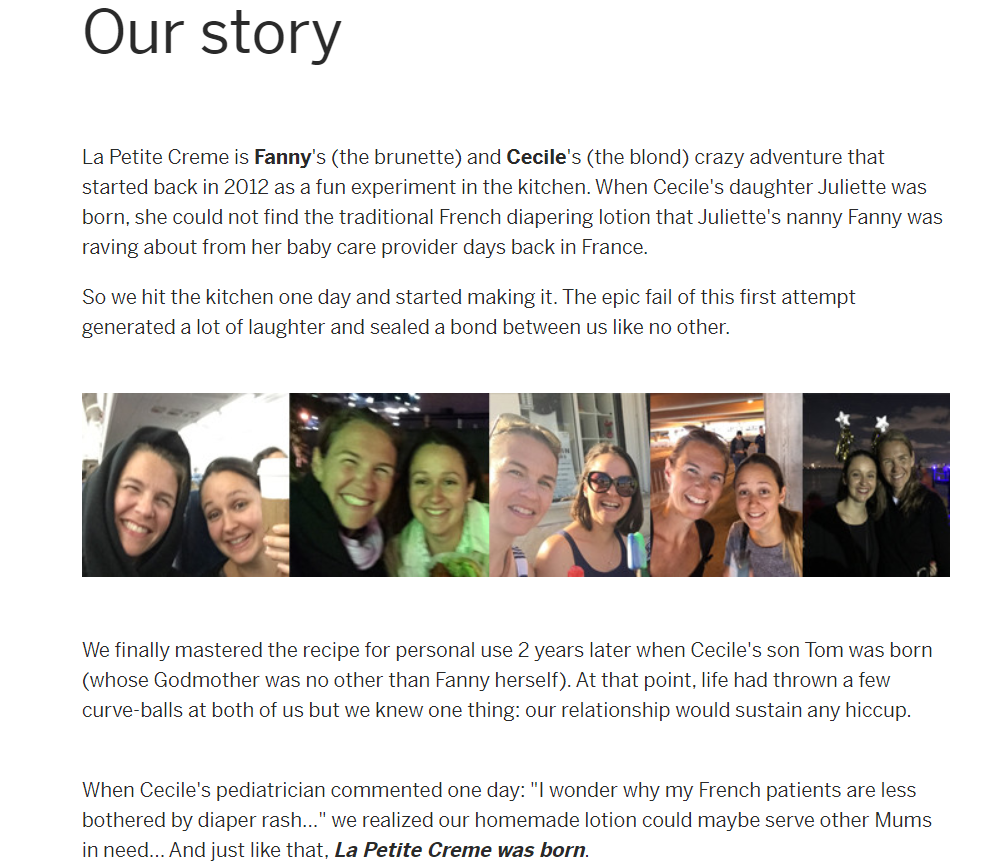 Our story
La Petite Creme is Fanny's (the brunette) and Cecile's (the blond) crazy adventure that
started back in 2012 as a fun experiment in the kitchen. When Cecile's daughter Juliette was
born, she could not find the traditional French diapering lotion that Juliette's nanny Fanny was
raving about from her baby care provider days back in France.
So we hit the kitchen one day and started making it. The epic fail of this first attempt
generated a lot of laughter and sealed a bond between us like no other.
We finally mastered the recipe for personal use 2 years later when Cecile's son Tom was born
(whose Godmother was no other than Fanny herself). At that point, life had thrown a few
curve-balls at both of us but we knew one thing: our relationship would sustain any hiccup.
When Cecile's pediatrician commented one day: "I wonder why my French patients are less
bothered by diaper rash..." we realized our homemade lotion could maybe serve other Mums
in need... And just like that, La Petite Creme was born.